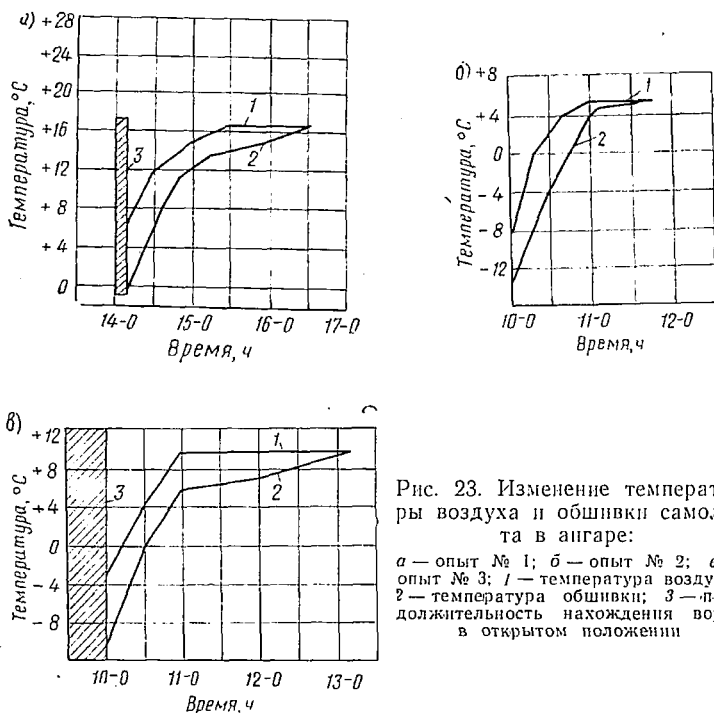 а) +28
+24
+20
+16
+12
+8
+4
0
Температура, °С
1
2
3
14-0 15-0 16-0 17-0
Время, ч
б) +8
+4
0
-4
-8
-12
Температура, °С
1
2
10-0 11-0 12-0
Время, ч
в) +12
+8
+4
0
-4
-8
Температура, °С
1
2
3
10-0 11-0 12-0 13-0
Время, ч
Рис. 23. Изменение температ
ры воздуха и обшивки самол
та в ангаре:
а — опыт № 1; б — опыт № 2;
опыт № 3; 1 — температура возду
2 — температура обшивки; 3 —
должительность нахождения во
в открытом положении